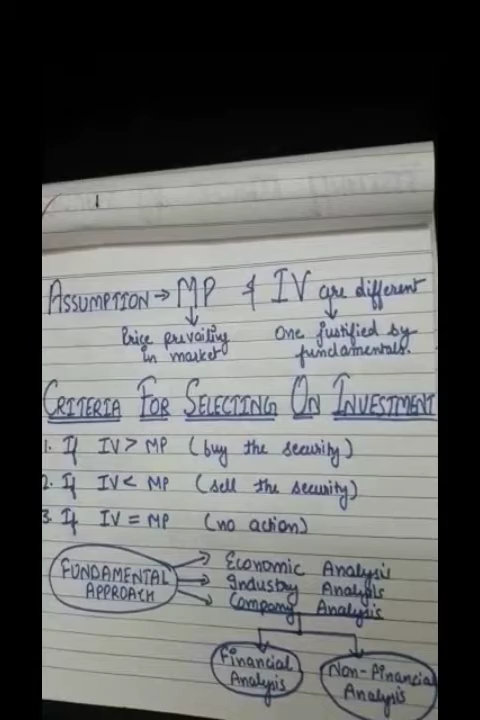 ASSUMPTION → MP & IV are different
Price prevailing in market
One justified by fundamentals.
CRITERIA FOR SELECTING ON INVESTMENT
1. If IV > MP (buy the security)
2. If IV < MP (sell the security)
3. If IV = MP (no action)
FUNDAMENTAL APPROACH
Economic Analysis
Industry Analysis
Company Analysis
Financial Analysis
Non-Financial Analysis